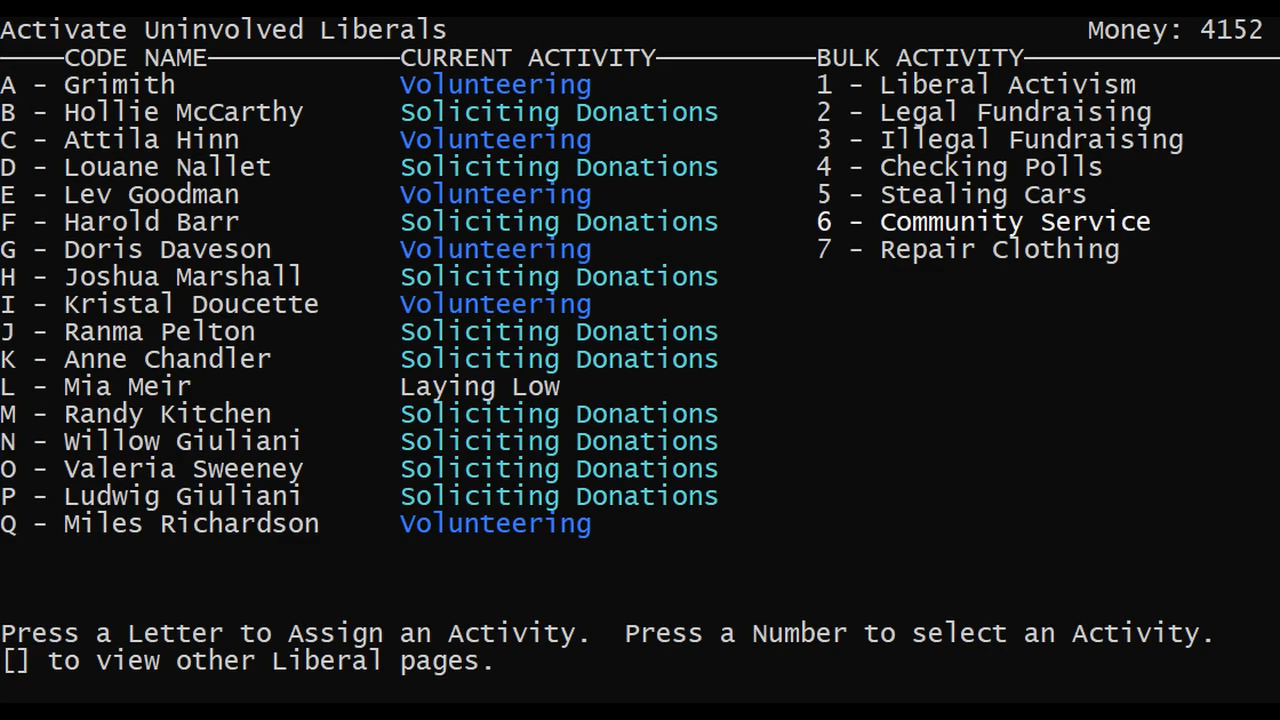 Activate Uninvolved Liberals Money: 4152
CODE NAME CURRENT ACTIVITY BULK ACTIVITY
A - Grimith Volunteering 1 - Liberal Activism
B - Hollie McCarthy Soliciting Donations 2 - Legal Fundraising
C - Attila Hinn Volunteering 3 - Illegal Fundraising
D - Louane Nallet Soliciting Donations 4 - Checking Polls
E - Lev Goodman Volunteering 5 - Stealing Cars
F - Harold Barr Soliciting Donations 6 - Community Service
G - Doris Daveson Volunteering 7 - Repair Clothing
H - Joshua Marshall Soliciting Donations
I - Kristal Doucette Volunteering
J - Ranma Pelton Soliciting Donations
K - Anne Chandler Soliciting Donations
L - Mia Meir Laying Low
M - Randy Kitchen Soliciting Donations
N - Willow Giuliani Soliciting Donations
O - Valeria Sweeney Soliciting Donations
P - Ludwig Giuliani Soliciting Donations
Q - Miles Richardson Volunteering
Press a Letter to Assign an Activity. Press a Number to select an Activity.
[] to view other Liberal pages.